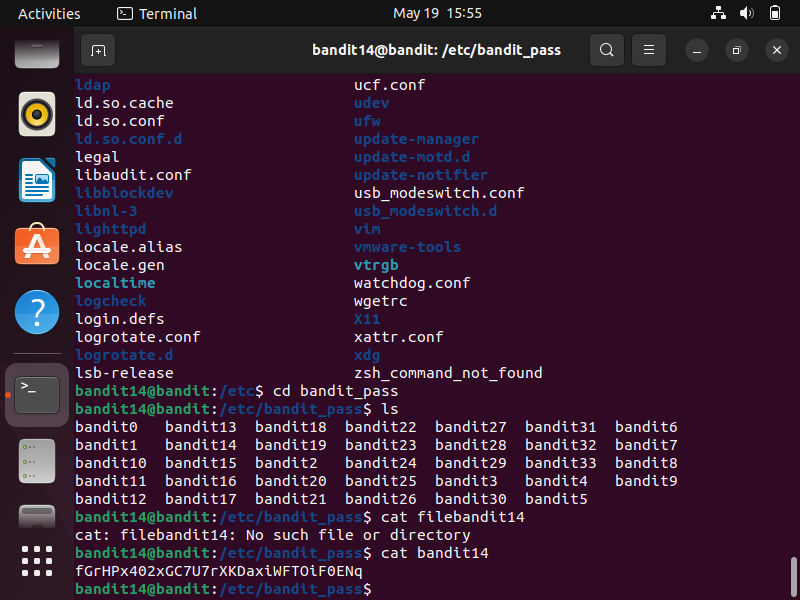 Activities Terminal May 19 15:55
bandit14@bandit: /etc/bandit_pass
ldap ucf.conf
ld.so.cache udev
ld.so.conf ufw
ld.so.conf.d update-manager
legal update-motd.d
libaudit.conf update-notifier
libblockdev usb_modeswitch.conf
libnl-3 usb_modeswitch.d
lighttpd vim
locale.alias vmware-tools
locale.gen vtrgb
localtime watchdog.conf
logcheck wgetrc
login.defs X11
logrotate.conf xattr.conf
logrotate.d xdg
lsb-release zsh_command_not_found
bandit14@bandit:/etc$ cd bandit_pass
bandit14@bandit:/etc/bandit_pass$ ls
bandit0 bandit13 bandit18 bandit22 bandit27 bandit31 bandit6
bandit1 bandit14 bandit19 bandit23 bandit28 bandit32 bandit7
bandit10 bandit15 bandit2 bandit24 bandit29 bandit33 bandit8
bandit11 bandit16 bandit20 bandit25 bandit3 bandit4 bandit9
bandit12 bandit17 bandit21 bandit26 bandit30 bandit5
bandit14@bandit:/etc/bandit_pass$ cat filebandit14
cat: filebandit14: No such file or directory
bandit14@bandit:/etc/bandit_pass$ cat bandit14
fGrHPx402xGC7U7rXKDaxiWFTOiF0ENq
bandit14@bandit:/etc/bandit_pass$